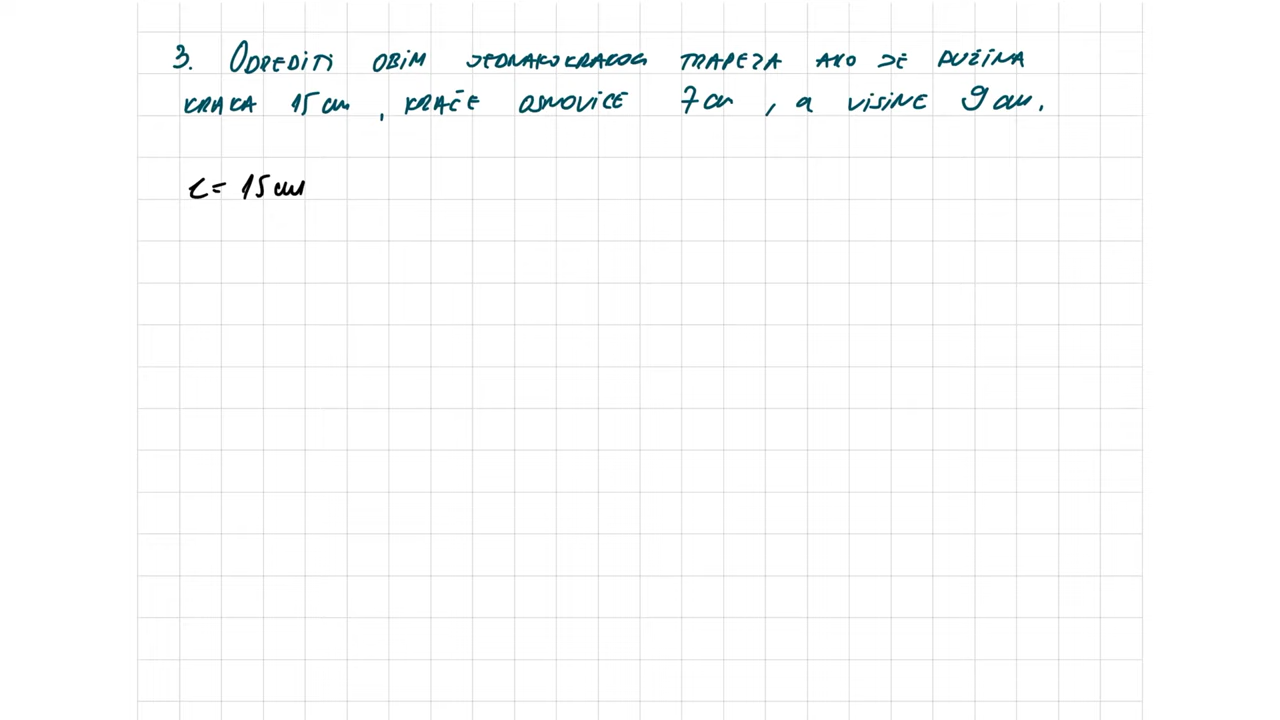 3. ODREDITI OBIM JEDNAKOKRAKOG TRAPEZA AKO JE DUŽINA
KRAKA 15 cm, KRAĆE OSNOVICE 7 cm, a VISINE 9 cm.
c = 15 cm